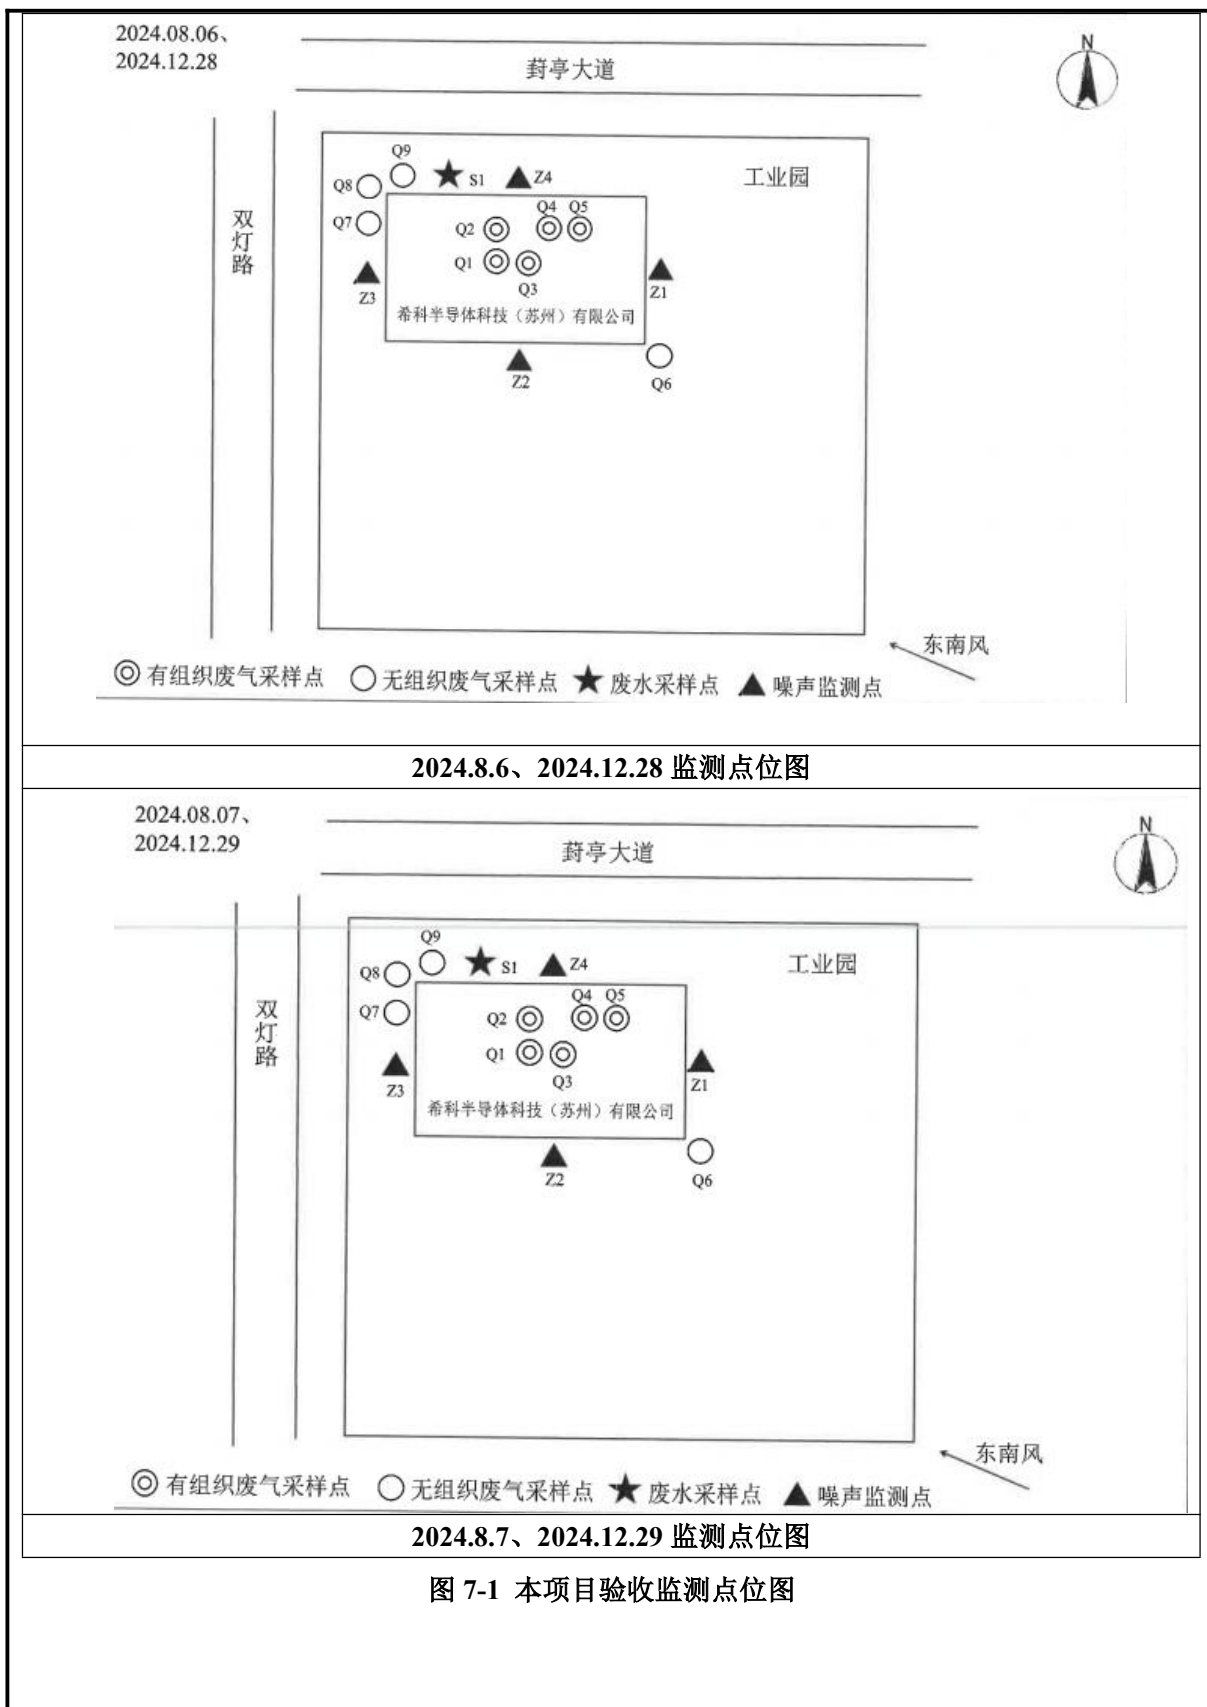 2024.08.06、
2024.12.28
葑亭大道
N
双灯路
工业园
Q9
Q8
S1
Z4
Q7
Q2
Q4 Q5
Q1
Q3
Z3
Z1
希科半导体科技（苏州）有限公司
Z2
Q6
东南风
有组织废气采样点 无组织废气采样点 废水采样点 噪声监测点
2024.8.6、2024.12.28 监测点位图
2024.08.07、
2024.12.29
葑亭大道
N
双灯路
工业园
Q9
Q8
S1
Z4
Q7
Q2
Q4 Q5
Q1
Q3
Z3
Z1
希科半导体科技（苏州）有限公司
Z2
Q6
东南风
有组织废气采样点 无组织废气采样点 废水采样点 噪声监测点
2024.8.7、2024.12.29 监测点位图
图 7-1 本项目验收监测点位图